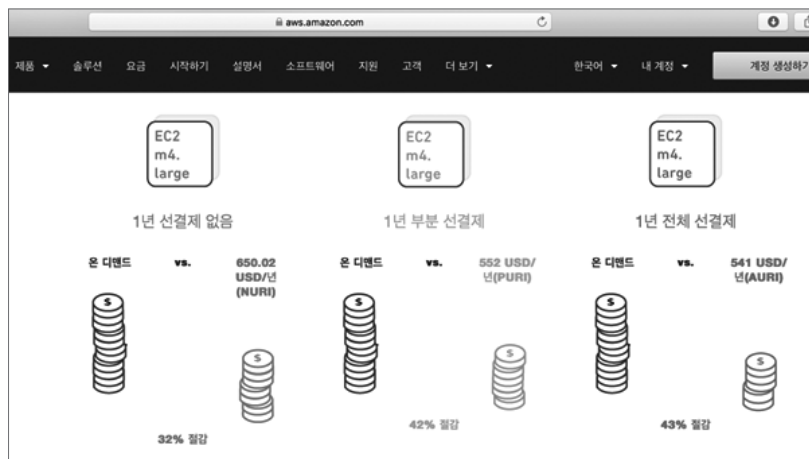 aws.amazon.com
제품 솔루션 요금 시작하기 설명서 소프트웨어 지원 고객 더 보기 한국어 내 계정 계정 생성하기
EC2
m4.
large
1년 선결제 없음
온 디맨드 vs. 650.02
USD/년
(NURI)
$
$
32% 절감
EC2
m4.
large
1년 부분 선결제
온 디맨드 vs. 552 USD/
년(PURI)
$
$
42% 절감
EC2
m4.
large
1년 전체 선결제
온 디맨드 vs. 541 USD/
년(AURI)
$
$
43% 절감